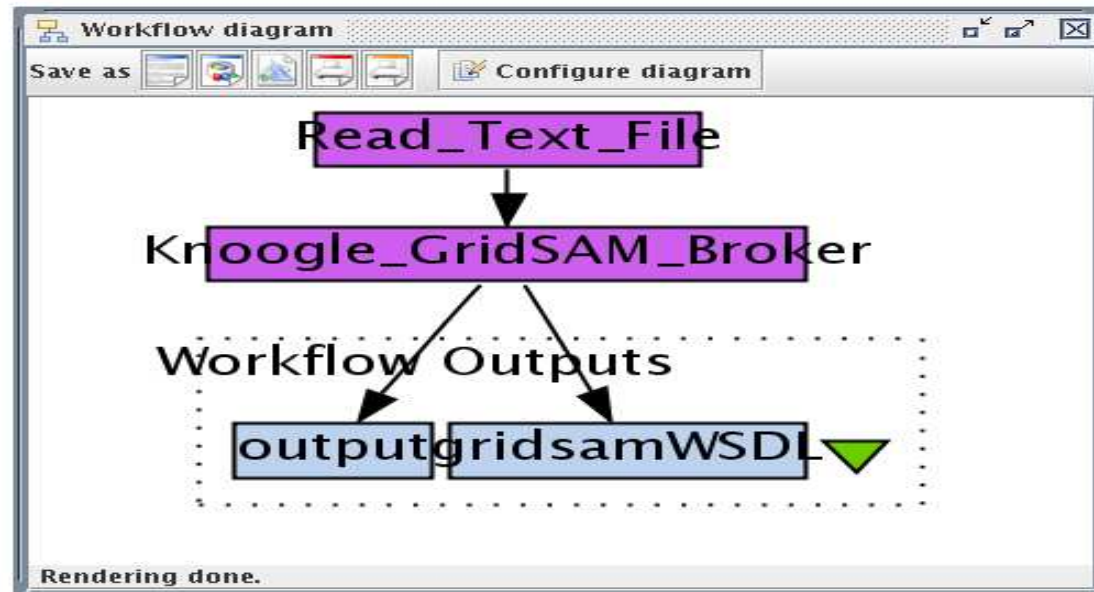 Workflow diagram
Save as Configure diagram
Read_Text_File
Knoogle_GridSAM_Broker
Workflow Outputs
output gridsamWSDL
Rendering done.